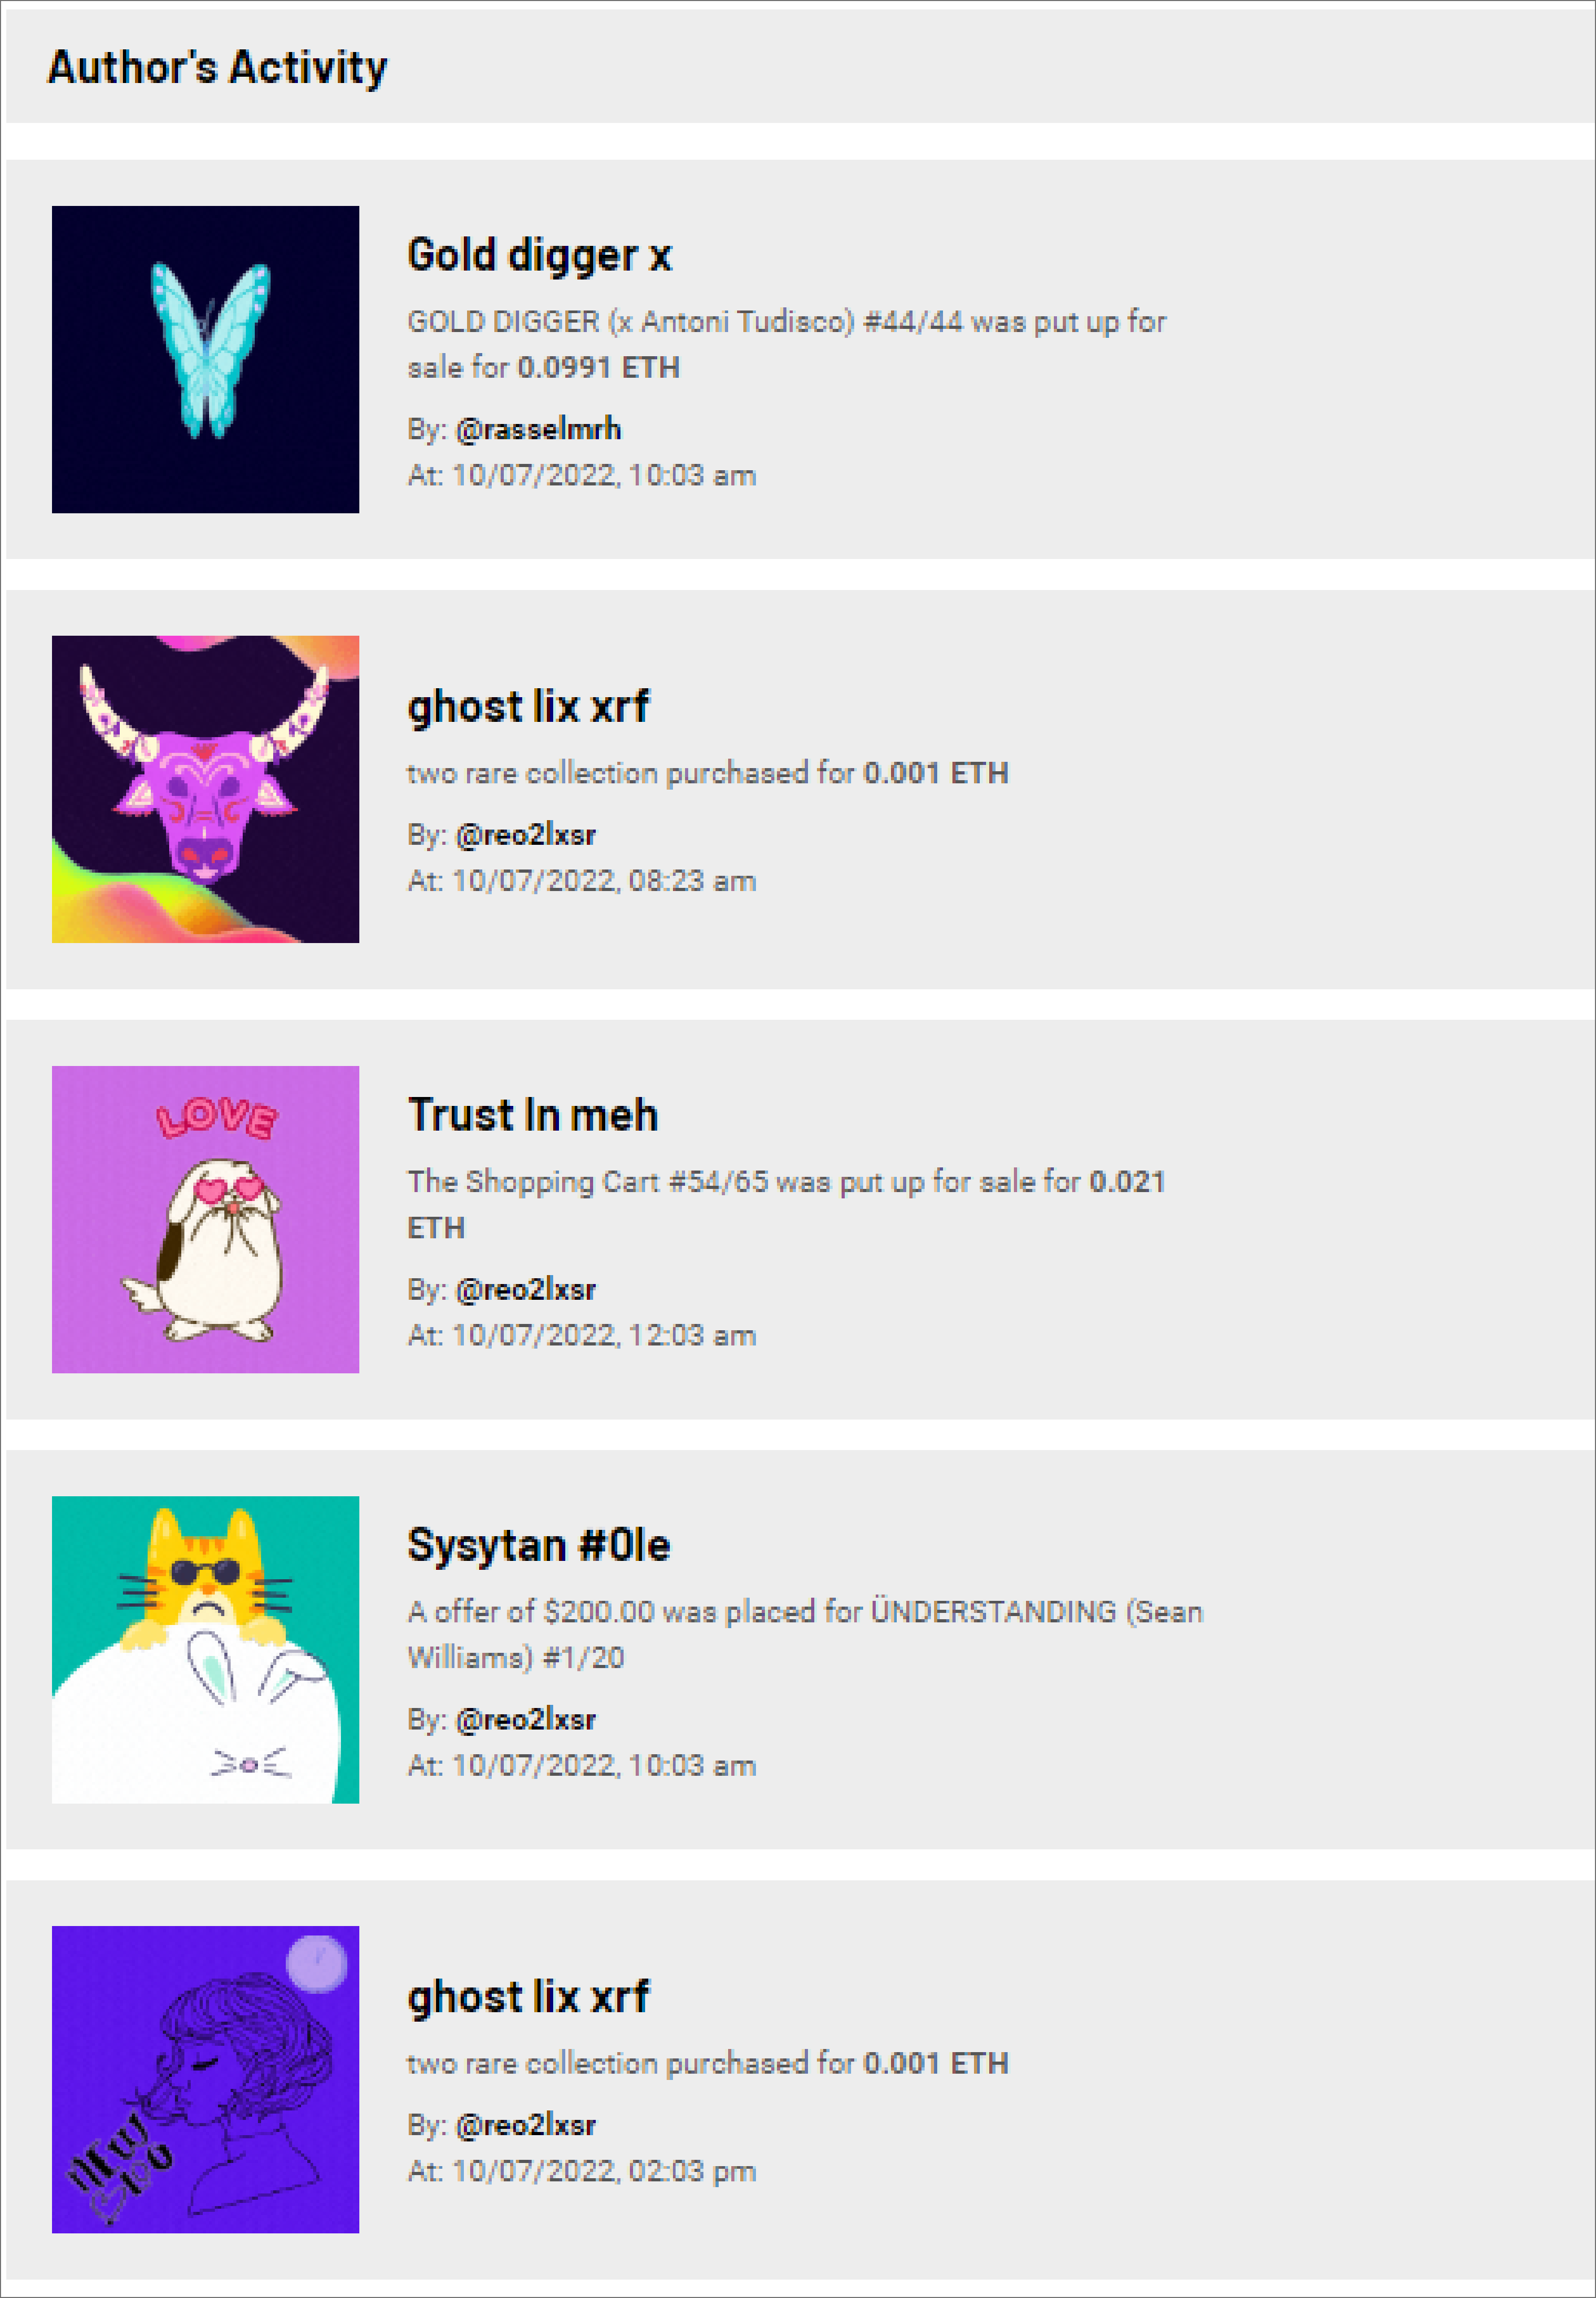 Author's Activity
Gold digger x
GOLD DIGGER (x Antoni Tudisco) #44/44 was put up for
sale for 0.0991 ETH
By: @rasselmrh
At: 10/07/2022, 10:03 am
ghost lix xrf
two rare collection purchased for 0.001 ETH
By: @reo2lxsr
At: 10/07/2022, 08:23 am
LOVE
Trust In meh
The Shopping Cart #54/65 was put up for sale for 0.021
ETH
By: @reo2lxsr
At: 10/07/2022, 12:03 am
Sysytan #0le
A offer of $200.00 was placed for ÜNDERSTANDING (Sean
Williams) #1/20
By: @reo2lxsr
At: 10/07/2022, 10:03 am
ghost lix xrf
two rare collection purchased for 0.001 ETH
By: @reo2lxsr
At: 10/07/2022, 02:03 pm